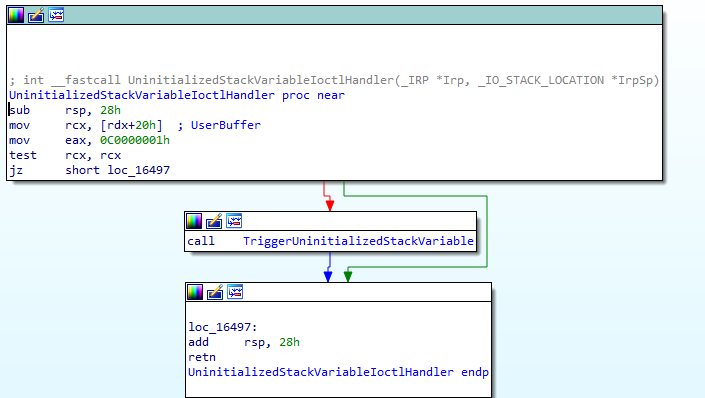 ; int __fastcall UninitializedStackVariableIoctlHandler(_IRP *Irp, _IO_STACK_LOCATION *IrpSp)
UninitializedStackVariableIoctlHandler proc near
sub     rsp, 28h
mov     rcx, [rdx+20h]  ; UserBuffer
mov     eax, 0C0000001h
test    rcx, rcx
jz      short loc_16497
call    TriggerUninitializedStackVariable
loc_16497:
add     rsp, 28h
retn
UninitializedStackVariableIoctlHandler endp